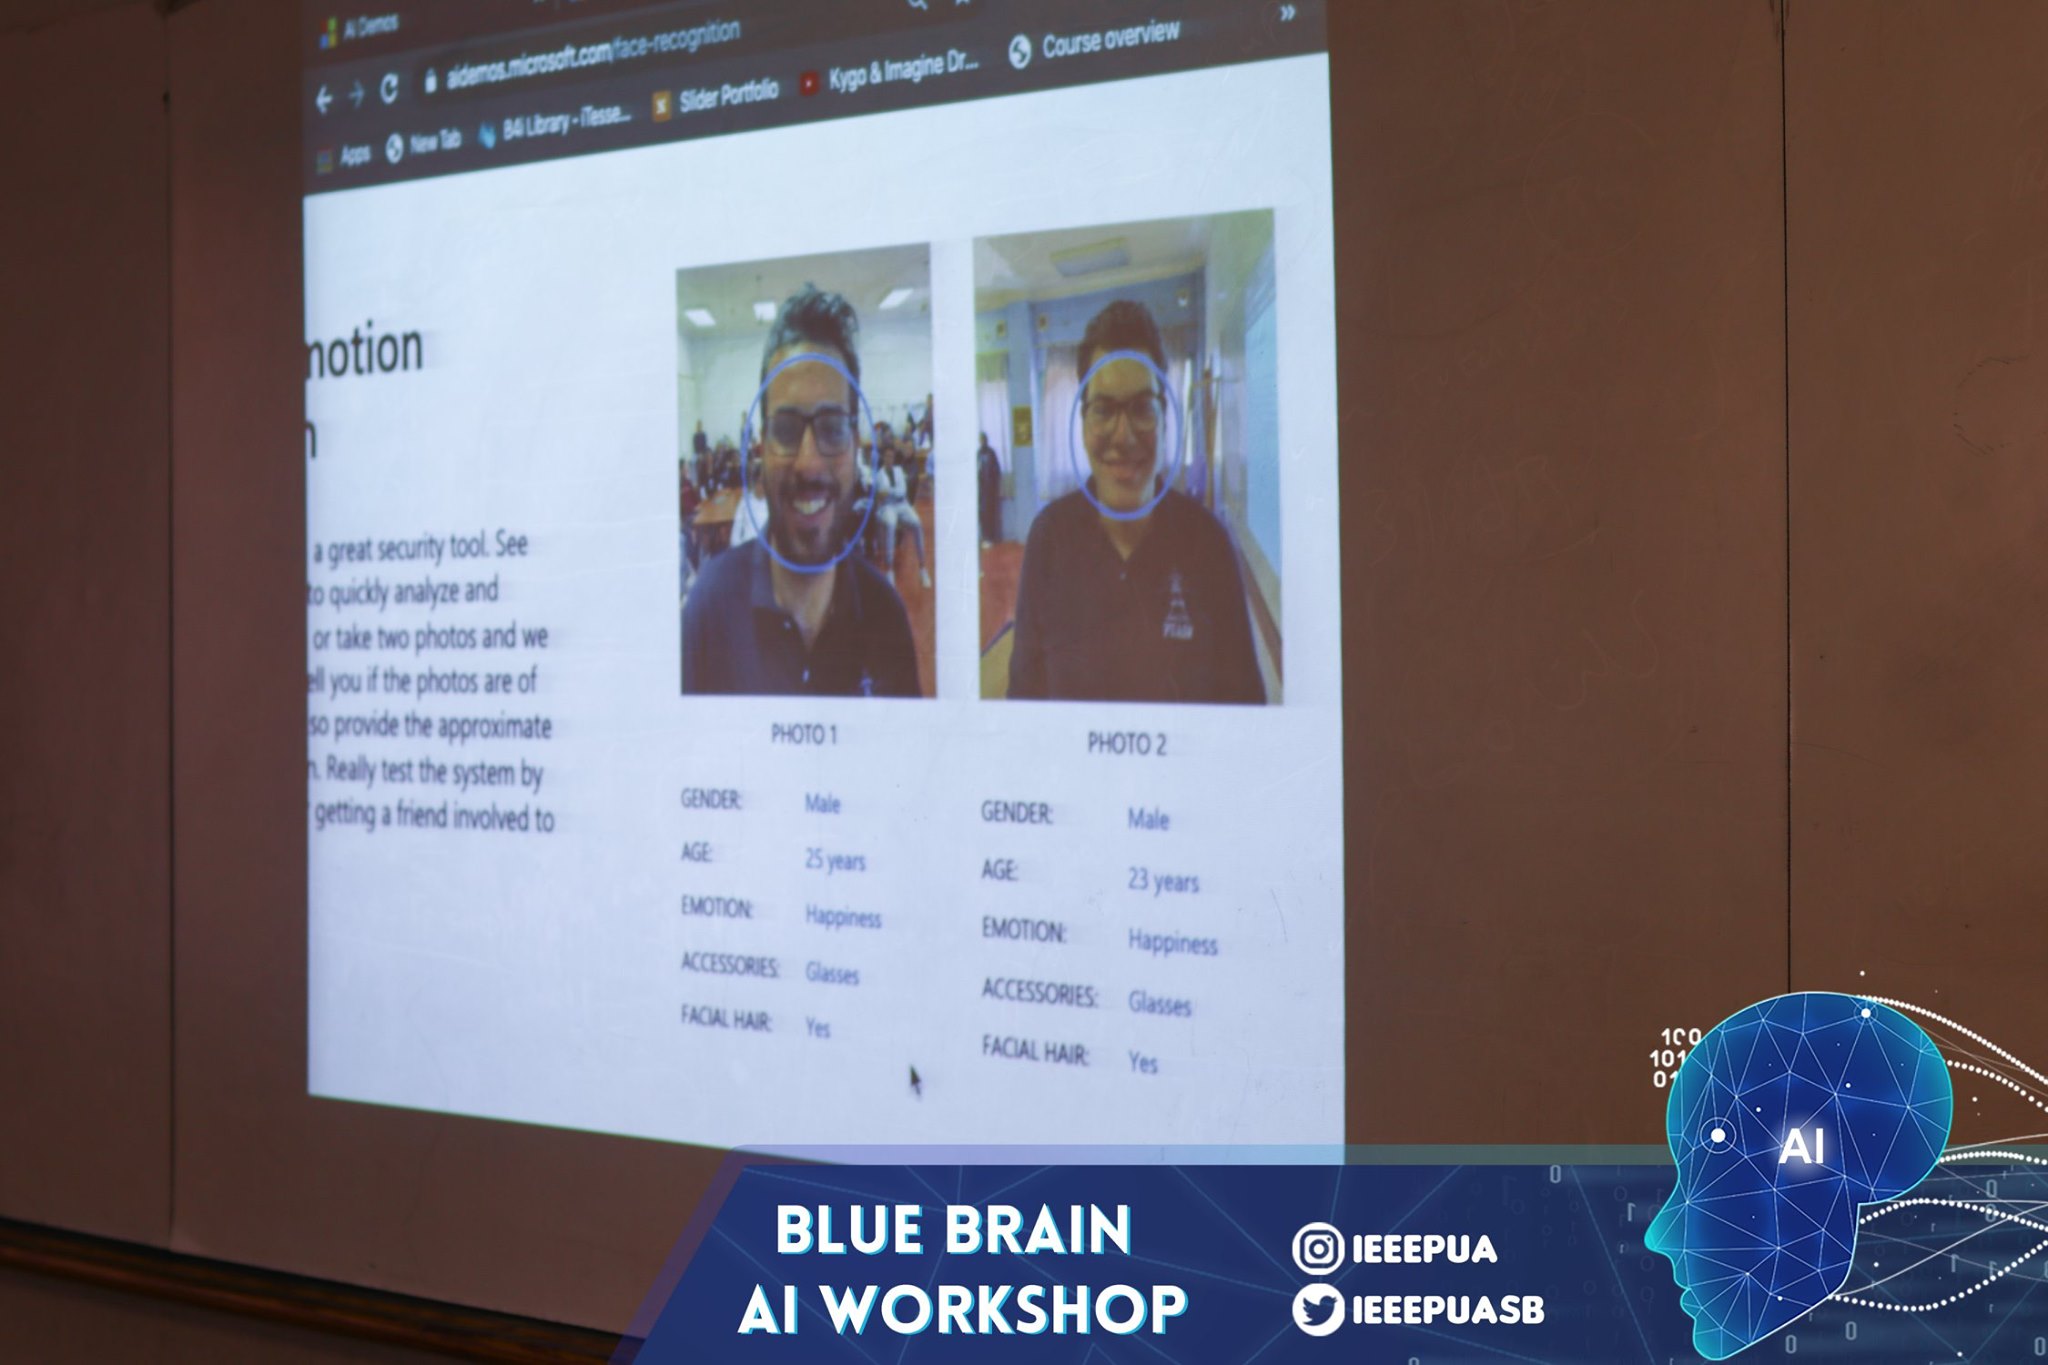 AI Demos
aidemos.microsoft.com/face-recognition
Apps New Tab B4i Library - iTesse... Slider Portfolio Kygo & Imagine Dr... Course overview »
motion
n
a great security tool. See
to quickly analyze and
or take two photos and we
ell you if the photos are of
so provide the approximate
n. Really test the system by
getting a friend involved to
PHOTO 1
GENDER: Male
AGE: 25 years
EMOTION: Happiness
ACCESSORIES: Glasses
FACIAL HAIR: Yes
PHOTO 2
GENDER: Male
AGE: 23 years
EMOTION: Happiness
ACCESSORIES: Glasses
FACIAL HAIR: Yes
BLUE BRAIN
AI WORKSHOP
IEEEPUA
IEEEPUASB
100
101
01
AI